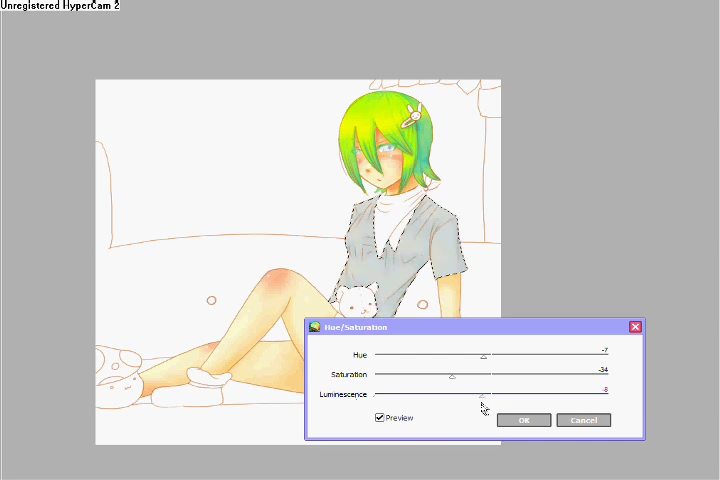 Unregistered HyperCam 2
Hue/Saturation
Hue -7
Saturation -34
Luminescence -8
Preview
OK Cancel